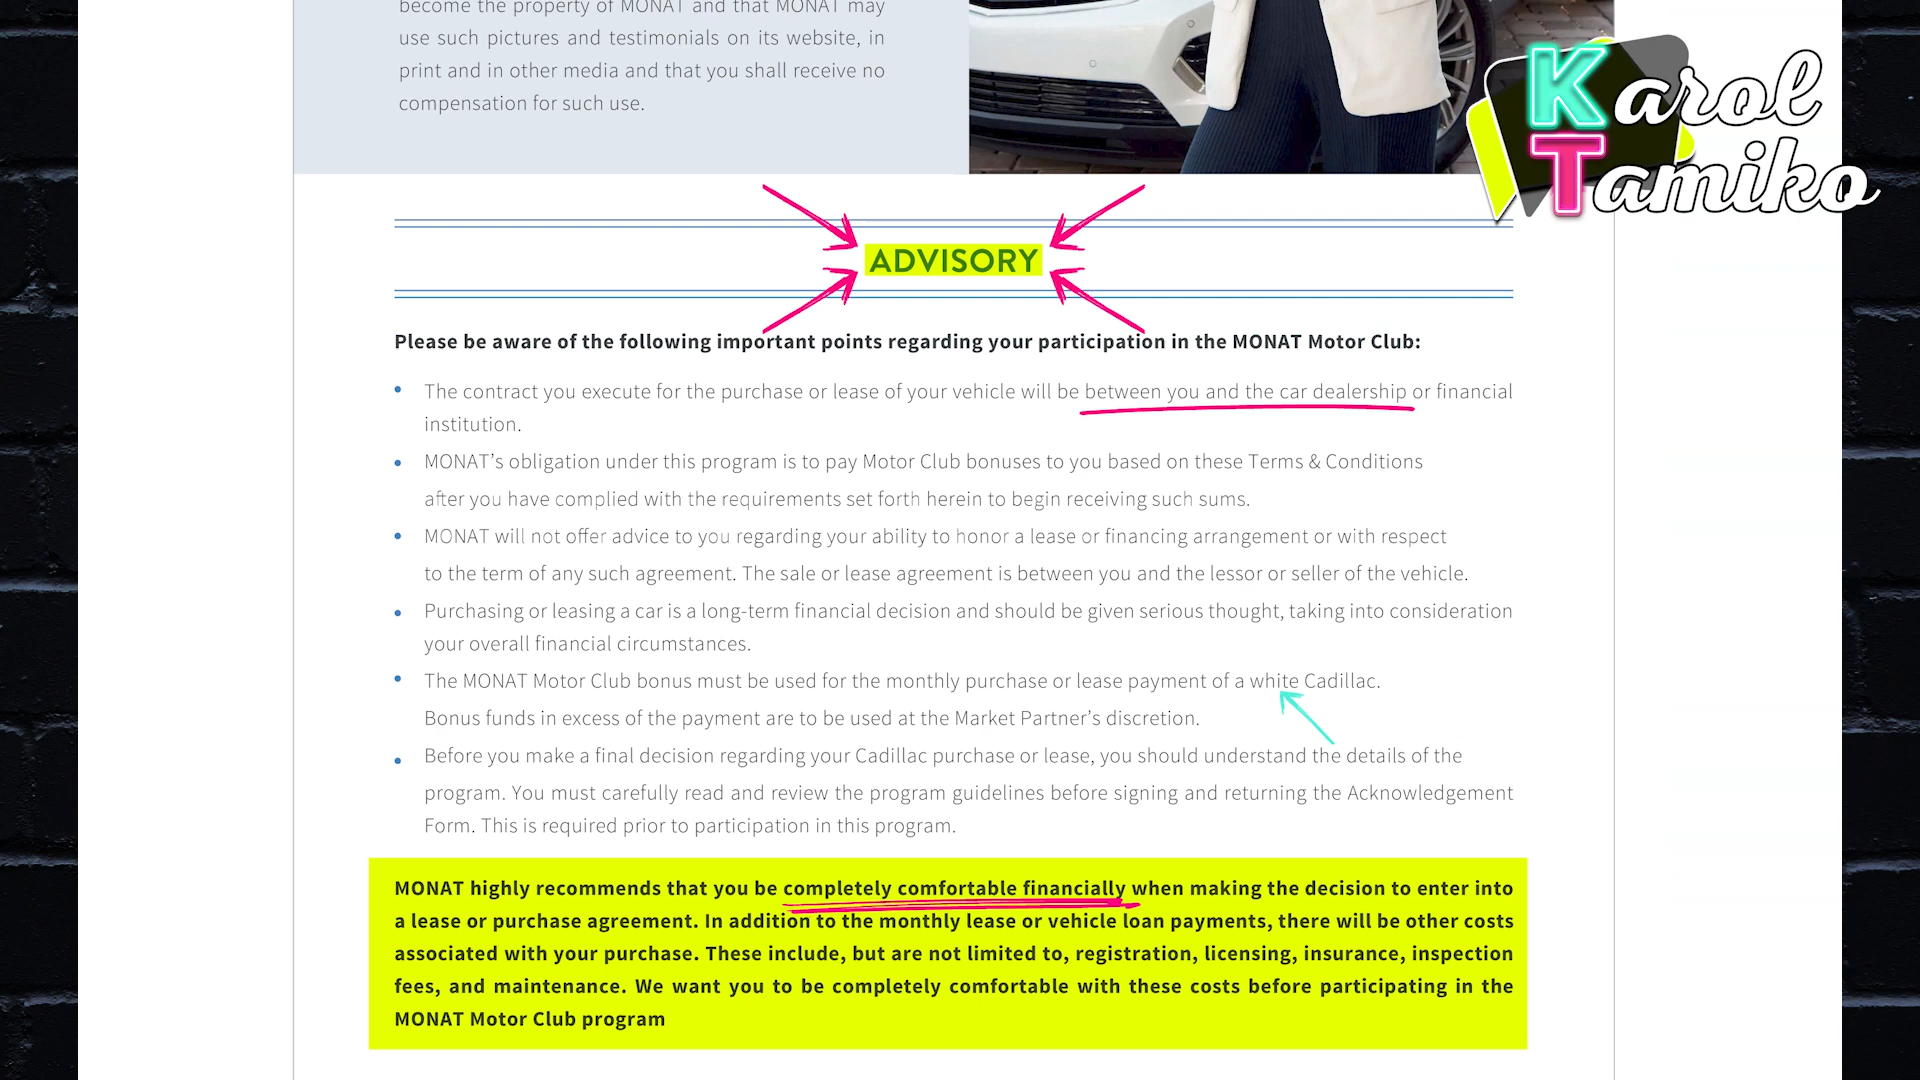 become the property of MONAT and that MONAT may
use such pictures and testimonials on its website, in
print and in other media and that you shall receive no
compensation for such use.
Karol
Tamiko
ADVISORY
Please be aware of the following important points regarding your participation in the MONAT Motor Club:
• The contract you execute for the purchase or lease of your vehicle will be between you and the car dealership or financial
institution.
• MONAT’s obligation under this program is to pay Motor Club bonuses to you based on these Terms & Conditions
after you have complied with the requirements set forth herein to begin receiving such sums.
• MONAT will not offer advice to you regarding your ability to honor a lease or financing arrangement or with respect
to the term of any such agreement. The sale or lease agreement is between you and the lessor or seller of the vehicle.
• Purchasing or leasing a car is a long-term financial decision and should be given serious thought, taking into consideration
your overall financial circumstances.
• The MONAT Motor Club bonus must be used for the monthly purchase or lease payment of a white Cadillac.
Bonus funds in excess of the payment are to be used at the Market Partner’s discretion.
• Before you make a final decision regarding your Cadillac purchase or lease, you should understand the details of the
program. You must carefully read and review the program guidelines before signing and returning the Acknowledgement
Form. This is required prior to participation in this program.
MONAT highly recommends that you be completely comfortable financially when making the decision to enter into
a lease or purchase agreement. In addition to the monthly lease or vehicle loan payments, there will be other costs
associated with your purchase. These include, but are not limited to, registration, licensing, insurance, inspection
fees, and maintenance. We want you to be completely comfortable with these costs before participating in the
MONAT Motor Club program